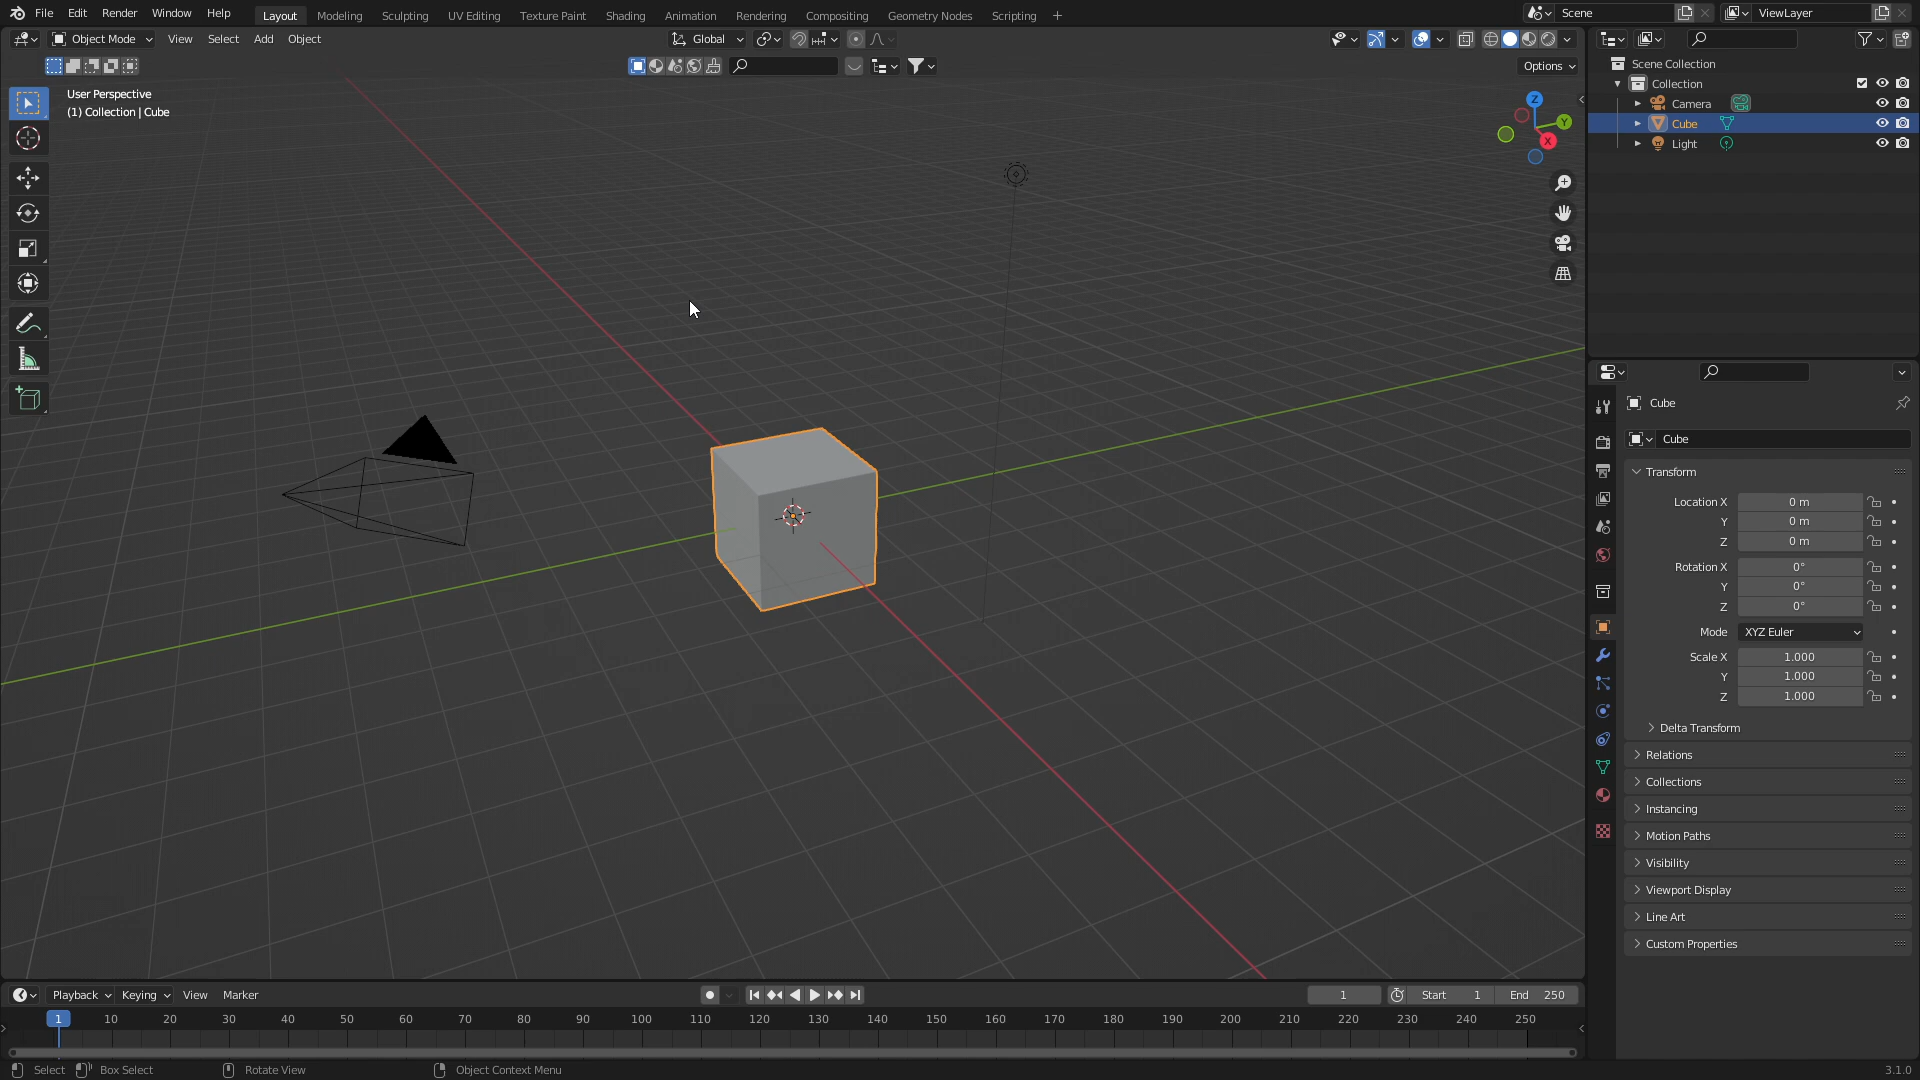 File Edit Render Window Help Layout Modeling Sculpting UV Editing Texture Paint Shading Animation Rendering Compositing Geometry Nodes Scripting + Scene ViewLayer
Object Mode View Select Add Object Global
Options
User Perspective
(1) Collection | Cube
Z
Y
X
Scene Collection
Collection
Camera
Cube
Light
Cube
Cube
Transform
Location X 0 m
Y 0 m
Z 0 m
Rotation X 0°
Y 0°
Z 0°
Mode XYZ Euler
Scale X 1.000
Y 1.000
Z 1.000
Delta Transform
Relations
Collections
Instancing
Motion Paths
Visibility
Viewport Display
Line Art
Custom Properties
Playback Keying View Marker 1 Start 1 End 250
1 10 20 30 40 50 60 70 80 90 100 110 120 130 140 150 160 170 180 190 200 210 220 230 240 250
Select Box Select Rotate View Object Context Menu 3.1.0